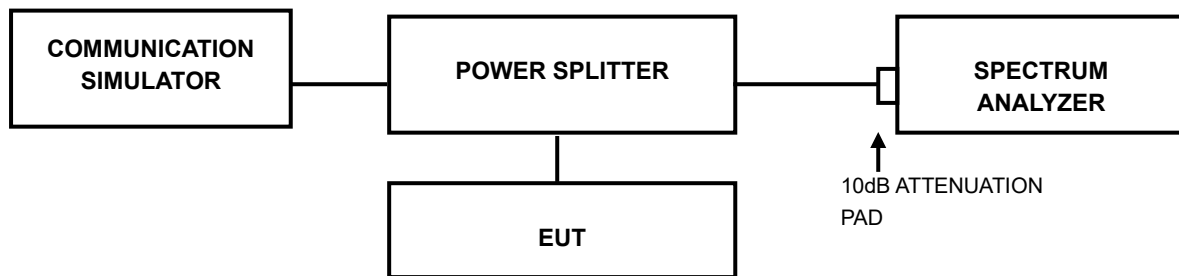 COMMUNICATION
SIMULATOR
POWER SPLITTER
SPECTRUM
ANALYZER
10dB ATTENUATION
PAD
EUT